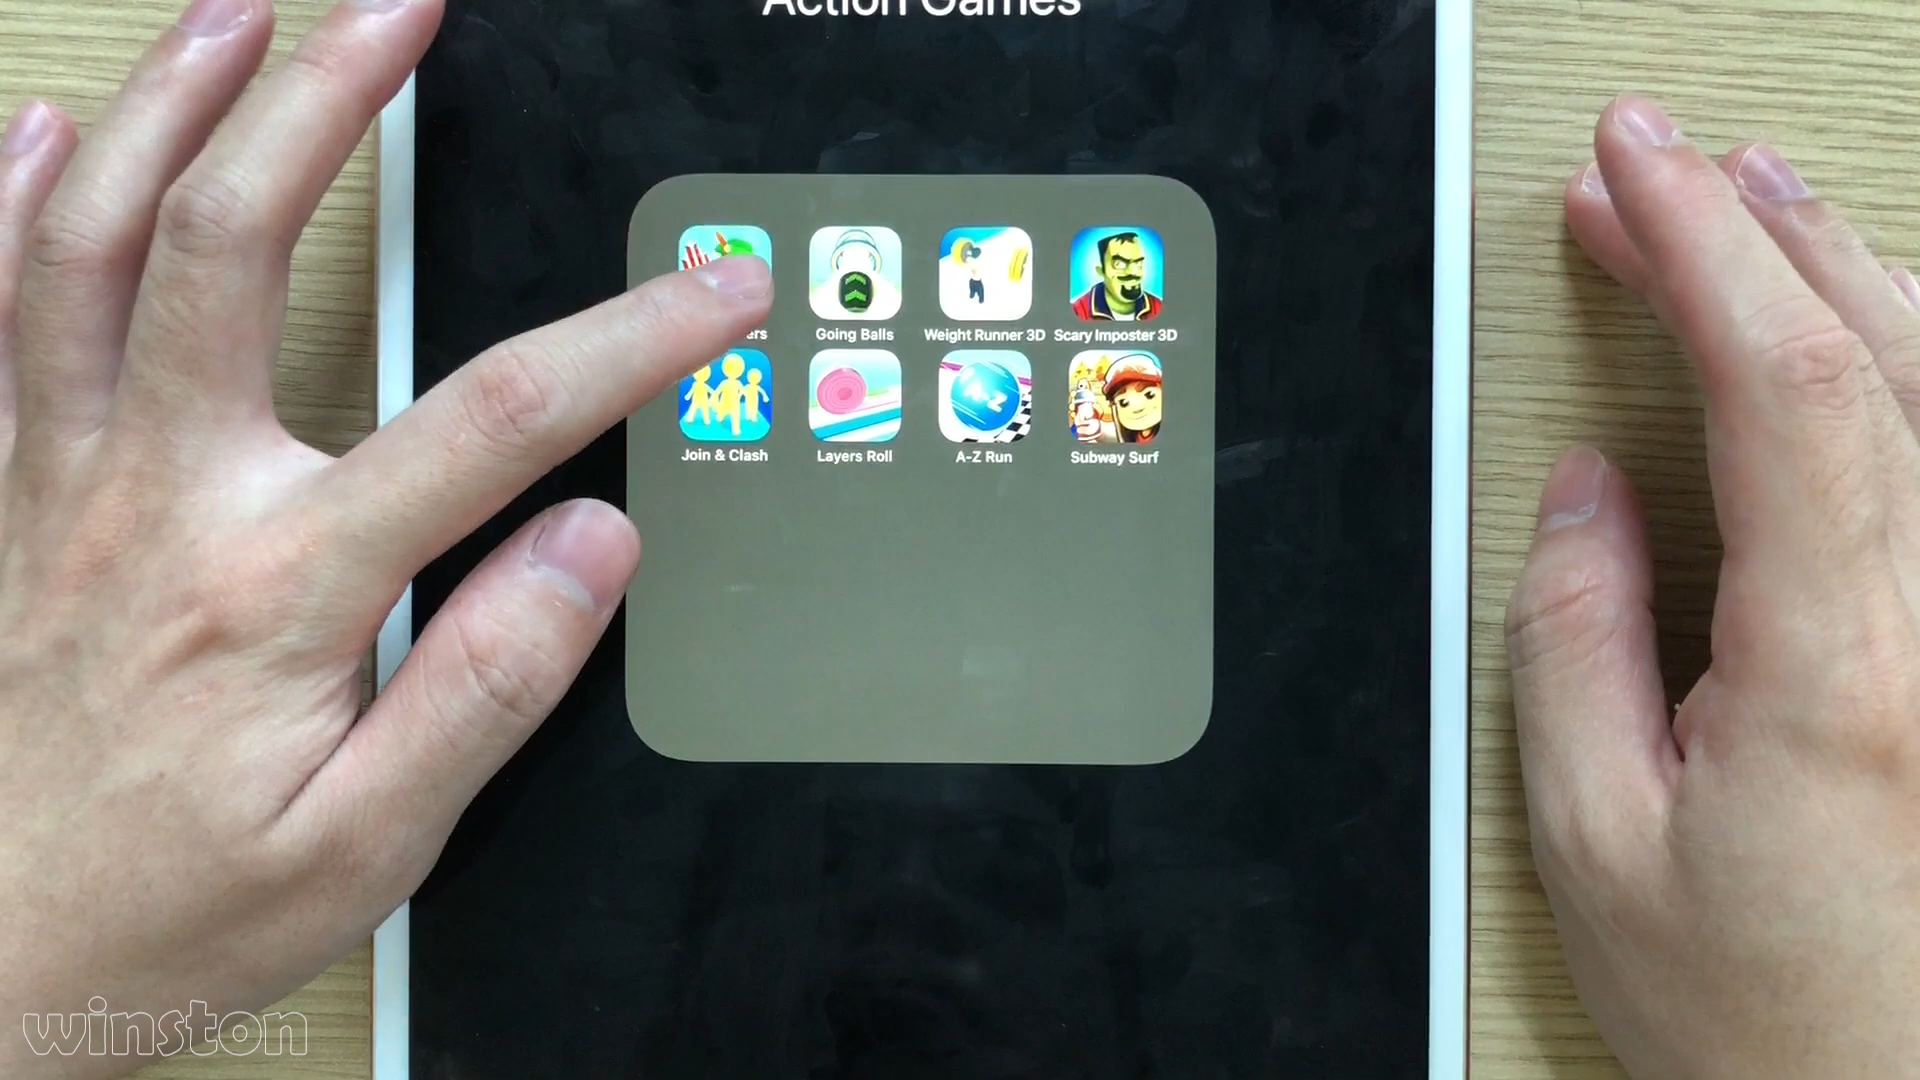 Action Games
Going Balls
Weight Runner 3D
Scary Imposter 3D
Join & Clash
Layers Roll
A-Z
A-Z Run
Subway Surf
winston